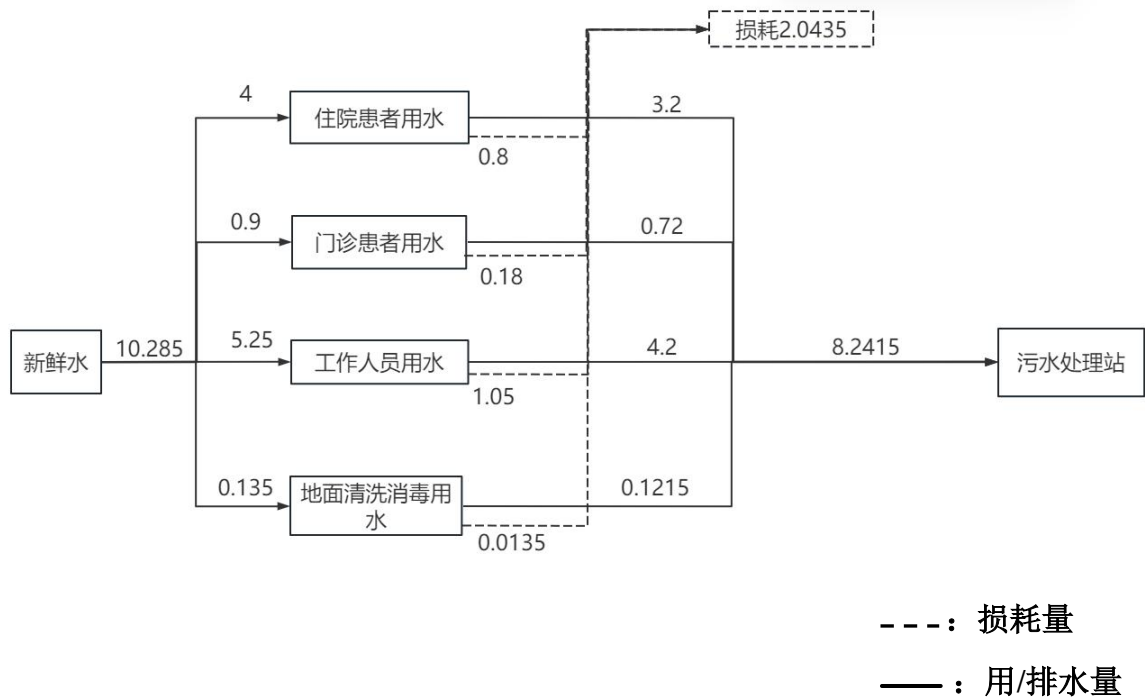 损耗2.0435
4
住院患者用水
3.2
0.8
0.9
门诊患者用水
0.72
0.18
新鲜水
10.285
5.25
工作人员用水
4.2
8.2415
污水处理站
1.05
0.135
地面清洗消毒用
水
0.1215
0.0135
---：损耗量
——：用/排水量